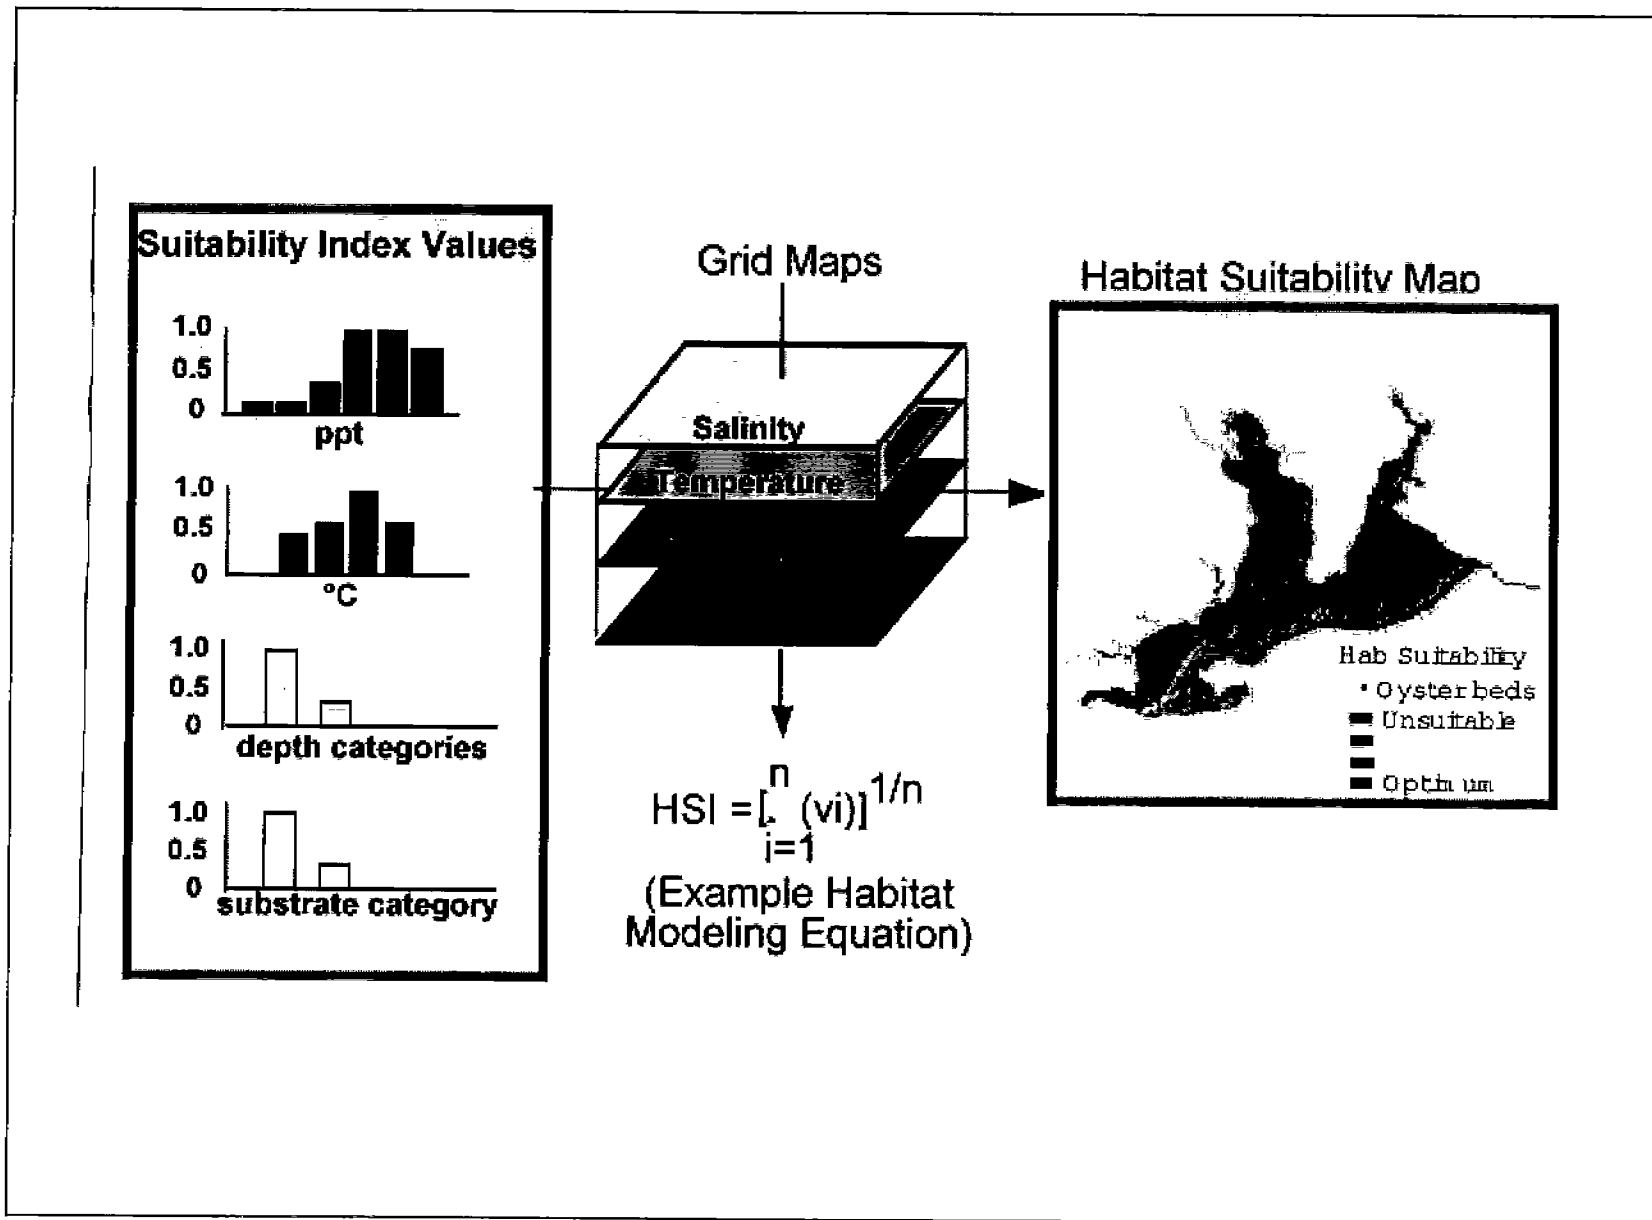 Suitability Index Values
1.0
0.5
0
ppt
1.0
0.5
0
°C
1.0
0.5
0
depth categories
1.0
0.5
0
substrate category
Grid Maps
Salinity
Temperature
n
HSI = [ (vi)]1/n
i=1
(Example Habitat
Modeling Equation)
Habitat Suitability Map
Hab Suitability
Oyster beds
Unsuitable
Optimum